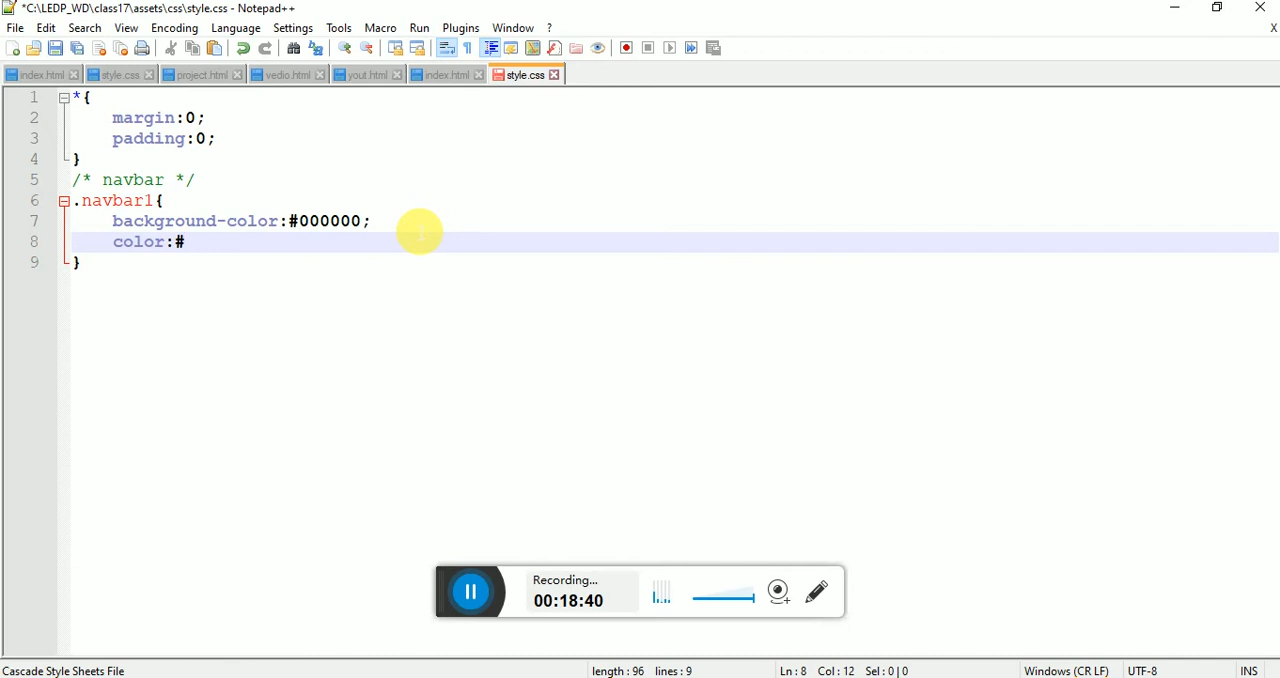 *C:\LEDP_WD\class17\assets\css\style.css - Notepad++
File Edit Search View Encoding Language Settings Tools Macro Run Plugins Window ? X
index.html style.css project.html vedio.html yout.html index.html style.css
1 *{
2 margin:0;
3 padding:0;
4 }
5 /* navbar */
6 .navbar1{
7 background-color:#000000;
8 color:#
9 }
Recording...
00:18:40
Cascade Style Sheets File length : 96 lines : 9 Ln : 8 Col : 12 Sel : 0 | 0 Windows (CR LF) UTF-8 INS